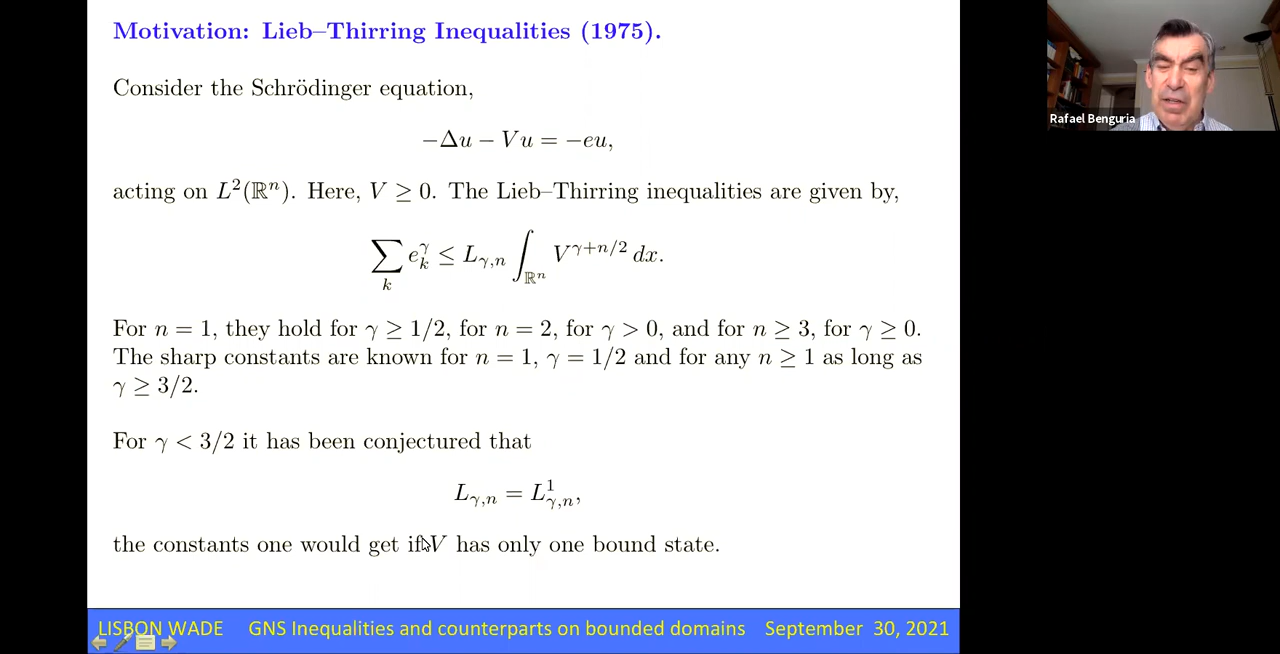 Motivation: Lieb–Thirring Inequalities (1975).
Consider the Schrödinger equation,
−Δu − Vu = −eu,
acting on L²(ℝⁿ). Here, V ≥ 0. The Lieb–Thirring inequalities are given by,
∑_k e_k^γ ≤ L_{γ,n} ∫_{ℝⁿ} V^{γ+n/2} dx.
For n = 1, they hold for γ ≥ 1/2, for n = 2, for γ > 0, and for n ≥ 3, for γ ≥ 0.
The sharp constants are known for n = 1, γ = 1/2 and for any n ≥ 1 as long as
γ ≥ 3/2.
For γ < 3/2 it has been conjectured that
L_{γ,n} = L^1_{γ,n},
the constants one would get if V has only one bound state.
LISBON WADE GNS Inequalities and counterparts on bounded domains September 30, 2021
Rafael Benguria